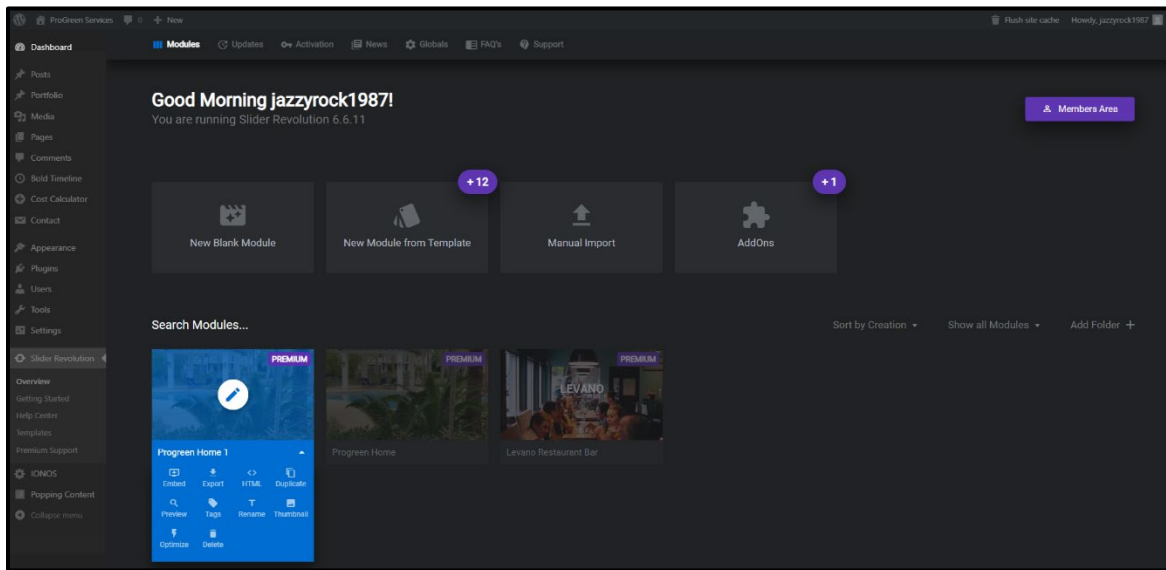 ProGreen Services 0 + New Flush site cache Howdy, jazzyrock1987
Dashboard
Posts
Portfolio
Media
Pages
Comments
Bold Timeline
Cost Calculator
Contact
Appearance
Plugins
Users
Tools
Settings
Slider Revolution
Overview
Getting Started
Help Center
Templates
Premium Support
IONOS
Popping Content
Collapse menu
Modules Updates Activation News Globals FAQ's Support
Good Morning jazzyrock1987!
You are running Slider Revolution 6.6.11
Members Area
+12
+1
New Blank Module New Module from Template Manual Import AddOns
Search Modules... Sort by Creation Show all Modules Add Folder +
PREMIUM PREMIUM PREMIUM
LEVANO
Progreen Home 1 Progreen Home Levano Restaurant Bar
Embed Export HTML Duplicate
Preview Tags Rename Thumbnail
Optimize Delete